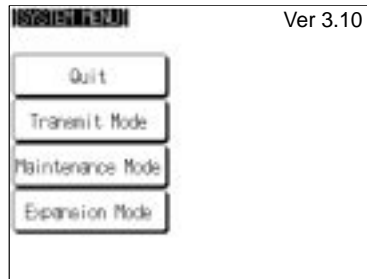 [SYSTEM MENU] Ver 3.10
Quit
Transmit Mode
Maintenance Mode
Expansion Mode